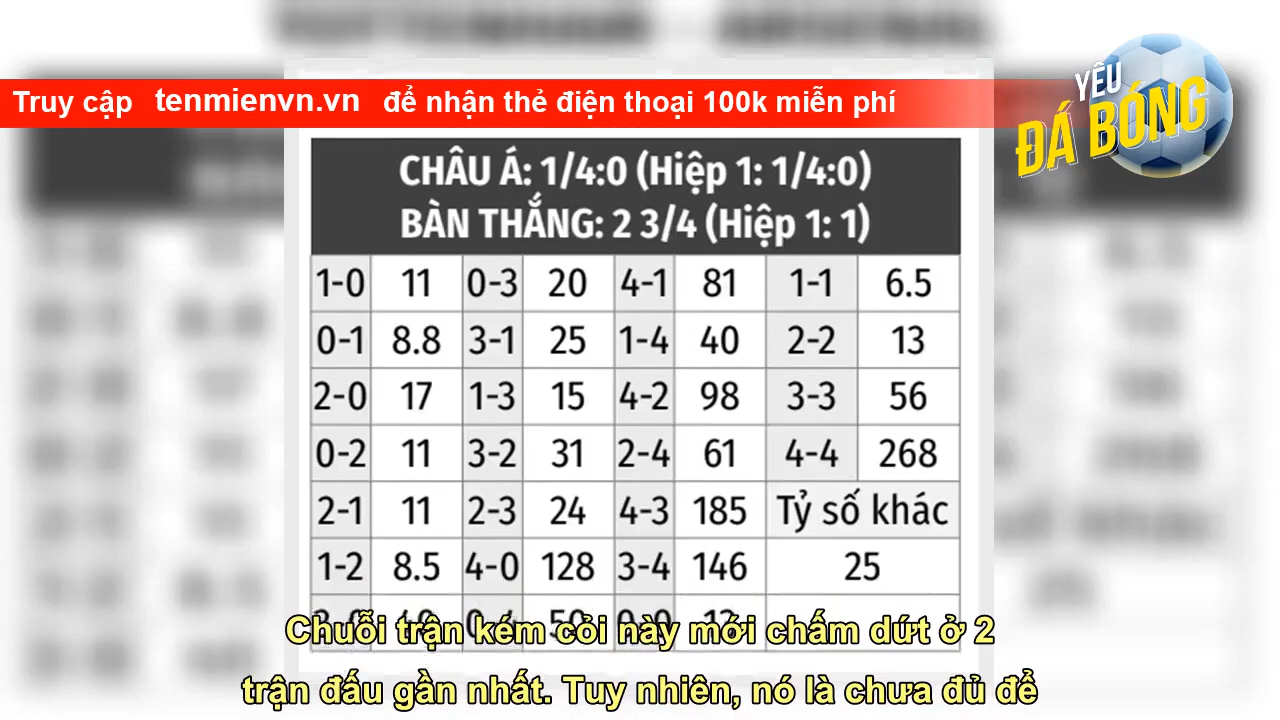 Truy cập tenmienvn.vn để nhận thẻ điện thoại 100k miễn phí
YÊU
ĐÁ BÓNG
CHÂU Á: 1/4:0 (Hiệp 1: 1/4:0)
BÀN THẮNG: 2 3/4 (Hiệp 1: 1)
1-0 11 0-3 20 4-1 81 1-1 6.5
0-1 8.8 3-1 25 1-4 40 2-2 13
2-0 17 1-3 15 4-2 98 3-3 56
0-2 11 3-2 31 2-4 61 4-4 268
2-1 11 2-3 24 4-3 185 Tỷ số khác
1-2 8.5 4-0 128 3-4 146 25
Chuỗi trận kém cỏi này mới chấm dứt ở 2
trận đấu gần nhất. Tuy nhiên, nó là chưa đủ để